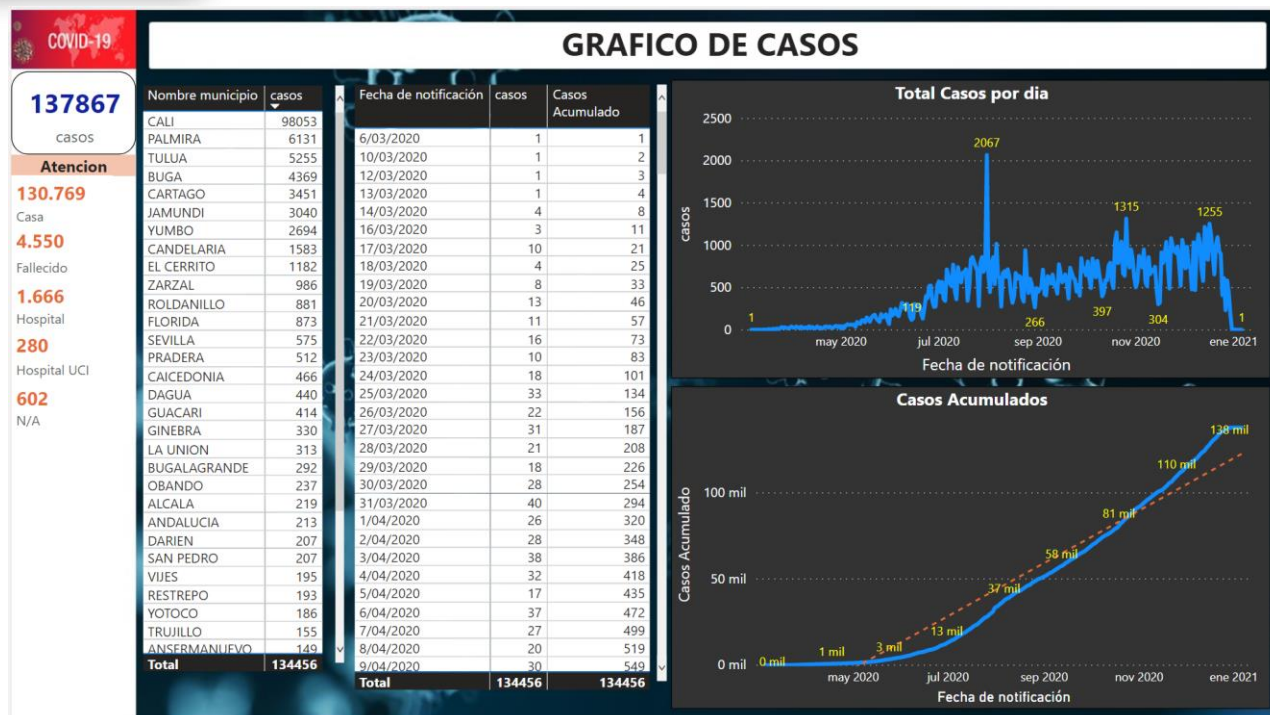 COVID-19
GRAFICO DE CASOS
137867
casos
Atencion
130.769
Casa
4.550
Fallecido
1.666
Hospital
280
Hospital UCI
602
N/A
Nombre municipio casos
CALI 98053
PALMIRA 6131
TULUA 5255
BUGA 4369
CARTAGO 3451
JAMUNDI 3040
YUMBO 2694
CANDELARIA 1583
EL CERRITO 1182
ZARZAL 986
ROLDANILLO 881
FLORIDA 873
SEVILLA 575
PRADERA 512
CAICEDONIA 466
DAGUA 440
GUACARI 414
GINEBRA 330
LA UNION 313
BUGALAGRANDE 292
OBANDO 237
ALCALA 219
ANDALUCIA 213
DARIEN 207
SAN PEDRO 207
VIJES 195
RESTREPO 193
YOTOCO 186
TRUJILLO 155
ANSERMANUEVO 149
Total 134456
Fecha de notificación casos Casos
Acumulado
6/03/2020 1 1
10/03/2020 1 2
12/03/2020 1 3
13/03/2020 1 4
14/03/2020 4 8
16/03/2020 3 11
17/03/2020 10 21
18/03/2020 4 25
19/03/2020 8 33
20/03/2020 13 46
21/03/2020 11 57
22/03/2020 16 73
23/03/2020 10 83
24/03/2020 18 101
25/03/2020 33 134
26/03/2020 22 156
27/03/2020 31 187
28/03/2020 21 208
29/03/2020 18 226
30/03/2020 28 254
31/03/2020 40 294
1/04/2020 26 320
2/04/2020 28 348
3/04/2020 38 386
4/04/2020 32 418
5/04/2020 17 435
6/04/2020 37 472
7/04/2020 27 499
8/04/2020 20 519
9/04/2020 30 549
Total 134456 134456
Total Casos por dia
casos
2500
2000
1500
1000
500
0
2067
1315
1255
119
266
397
304
1
1
may 2020 jul 2020 sep 2020 nov 2020 ene 2021
Fecha de notificación
Casos Acumulados
Casos Acumulado
100 mil
50 mil
0 mil
138 mil
110 mil
81 mil
58 mil
37 mil
13 mil
3 mil
1 mil
0 mil
may 2020 jul 2020 sep 2020 nov 2020 ene 2021
Fecha de notificación